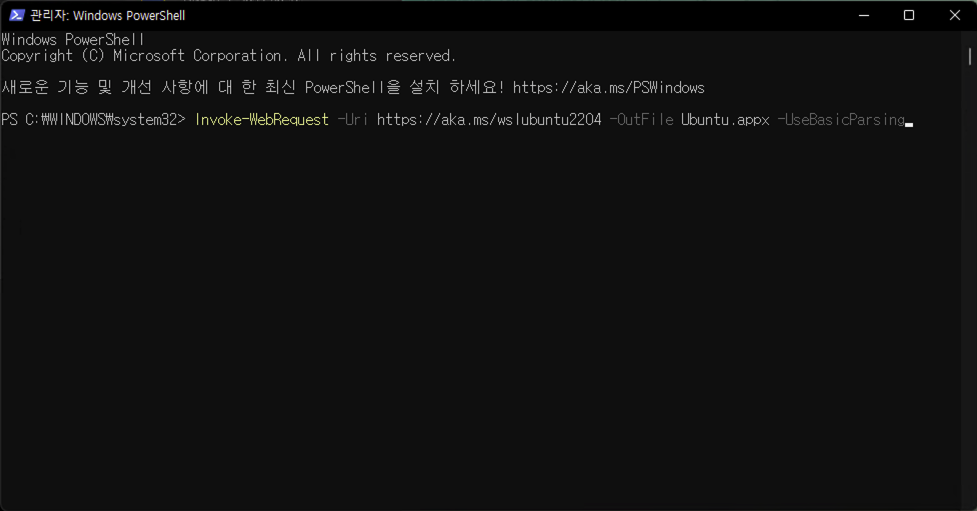 관리자: Windows PowerShell
Windows PowerShell
Copyright (C) Microsoft Corporation. All rights reserved.
새로운 기능 및 개선 사항에 대 한 최신 PowerShell을 설치 하세요! https://aka.ms/PSWindows
PS C:₩WINDOWS₩system32> Invoke-WebRequest -Uri https://aka.ms/wslubuntu2204 -OutFile Ubuntu.appx -UseBasicParsing